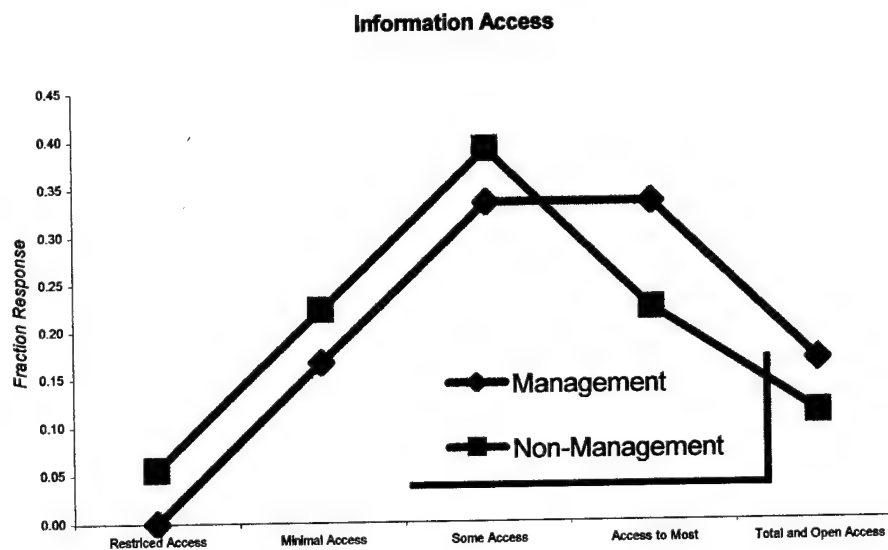 Information Access
0.45
0.40
0.35
0.30
0.25
0.20
0.15
0.10
0.05
0.00
Fraction Response
Management
Non-Management
Restriced Access
Minimal Access
Some Access
Access to Most
Total and Open Access